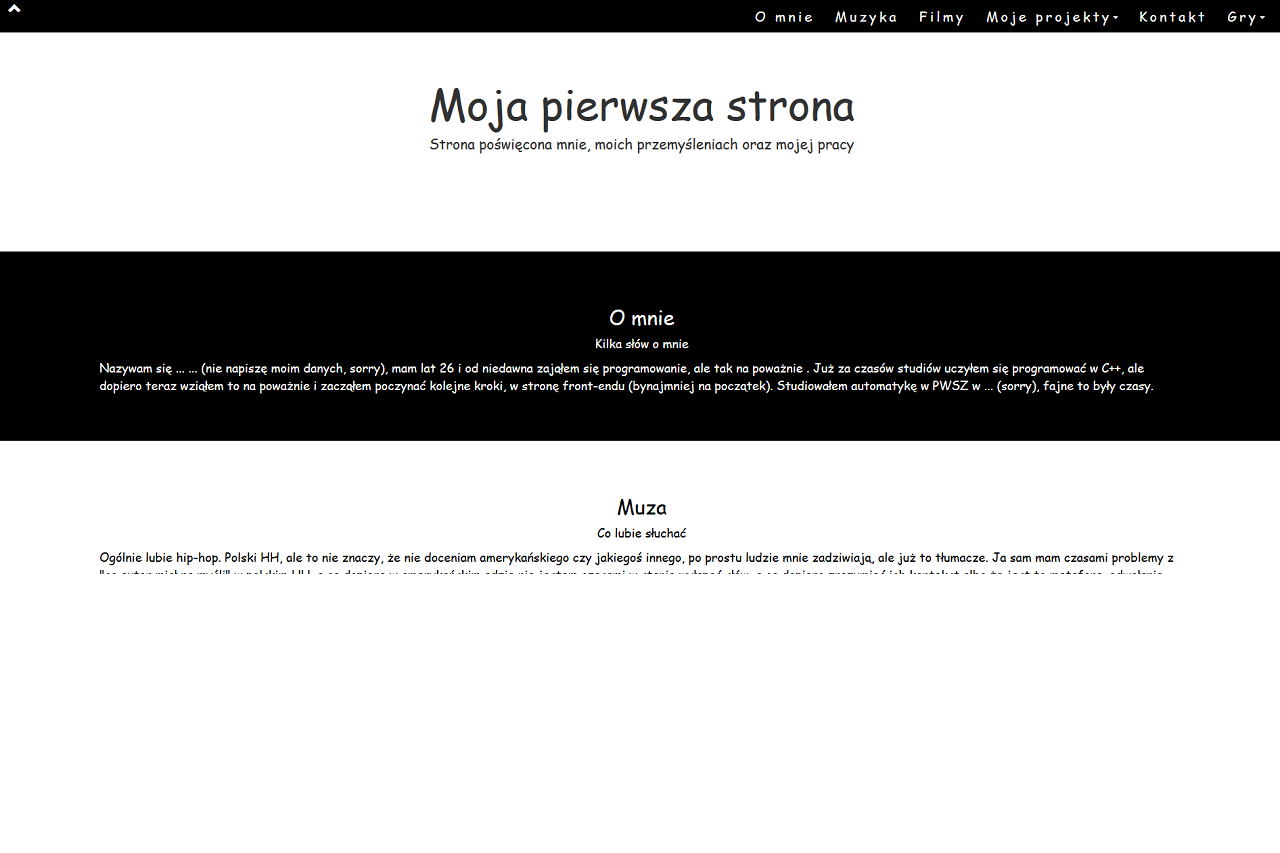 O mnie Muzyka Filmy Moje projekty Kontakt Gry
Moja pierwsza strona
Strona poświęcona mnie, moich przemyśleniach oraz mojej pracy
O mnie
Kilka słów o mnie
Nazywam się ... ... (nie napiszę moim danych, sorry), mam lat 26 i od niedawna zająłem się programowanie, ale tak na poważnie . Już za czasów studiów uczyłem się programować w C++, ale
dopiero teraz wziąłem to na poważnie i zacząłem poczynać kolejne kroki, w stronę front-endu (bynajmniej na początek). Studiowałem automatykę w PWSZ w ... (sorry), fajne to były czasy.
Muza
Co lubie słuchać
Ogólnie lubie hip-hop. Polski HH, ale to nie znaczy, że nie doceniam amerykańskiego czy jakiegoś innego, po prostu ludzie mnie zadziwiają, ale już to tłumacze. Ja sam mam czasami problemy z